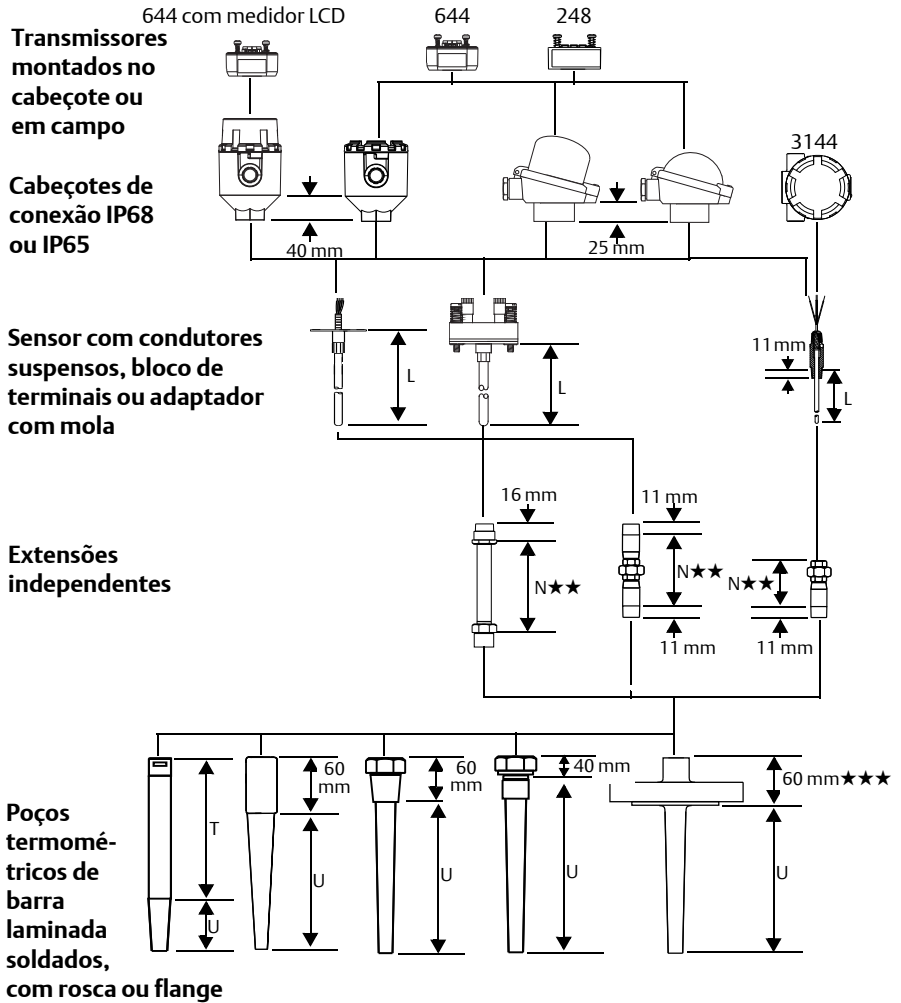 644 com medidor LCD
644
248
Transmissores
montados no
cabeçote ou
em campo
3144
Cabeçotes de
conexão IP68
ou IP65
40 mm
25 mm
Sensor com condutores
suspensos, bloco de
terminais ou adaptador
com mola
L
L
11 mm
L
16 mm
11 mm
Extensões
independentes
N★★
N★★
N★★
11 mm
11 mm
60
mm
60
mm
40 mm
60 mm★★★
Poços
termomé-
tricos de
barra
laminada
soldados,
com rosca ou flange
T
U
U
U
U
U